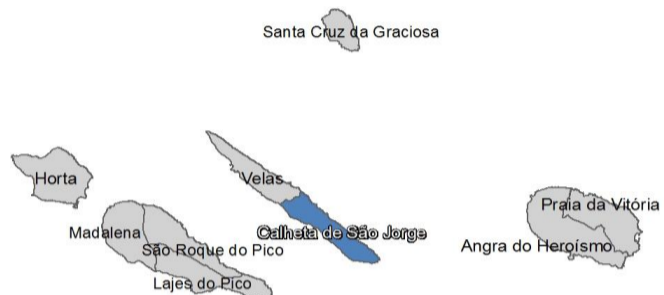 Santa Cruz da Graciosa
Horta
Velas
Praia da Vitória
Madalena
Calheta de São Jorge
São Roque do Pico
Angra do Heroísmo
Lajes do Pico